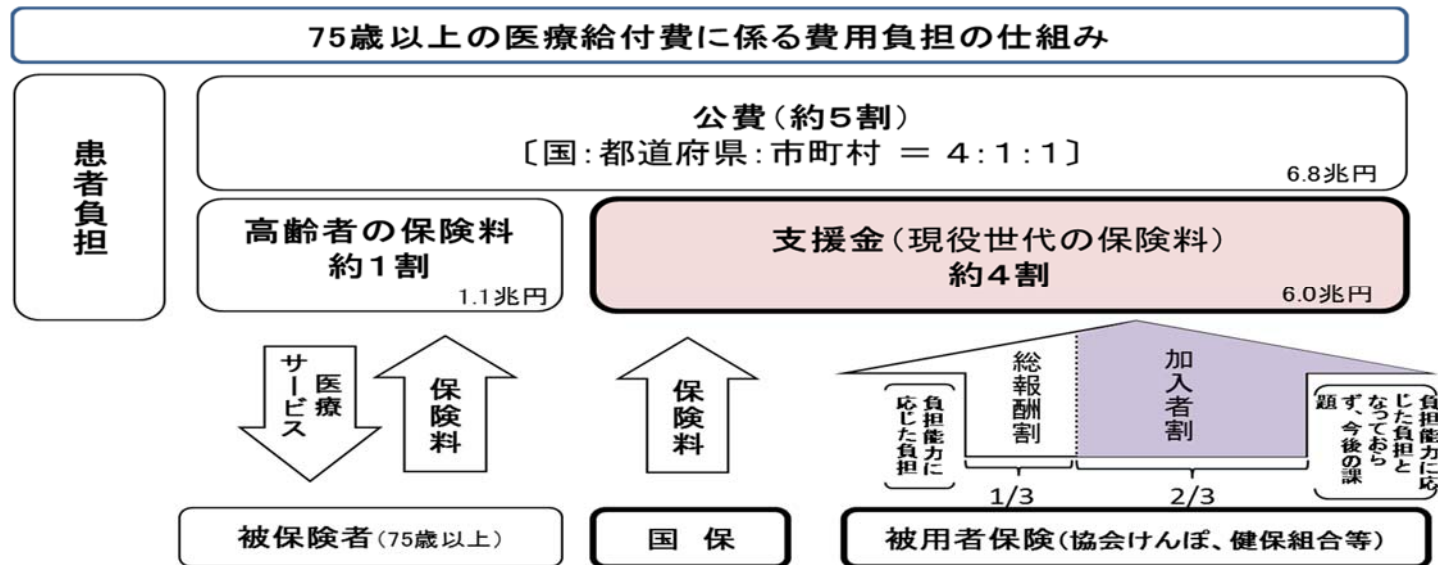 75歳以上の医療給付費に係る費用負担の仕組み
患者負担
公費(約5割)
〔国:都道府県:市町村 = 4:1:1〕
6.8兆円
高齢者の保険料
約1割
1.1兆円
支援金(現役世代の保険料)
約4割
6.0兆円
医療
サービス
保険料
保険料
負担能力に
応じた負担
総報酬割
加入者割
負担能力に応
じた負担と
なっておら
ず、今後の課
題
1/3
2/3
被保険者(75歳以上)
国保
被用者保険(協会けんぽ、健保組合等)